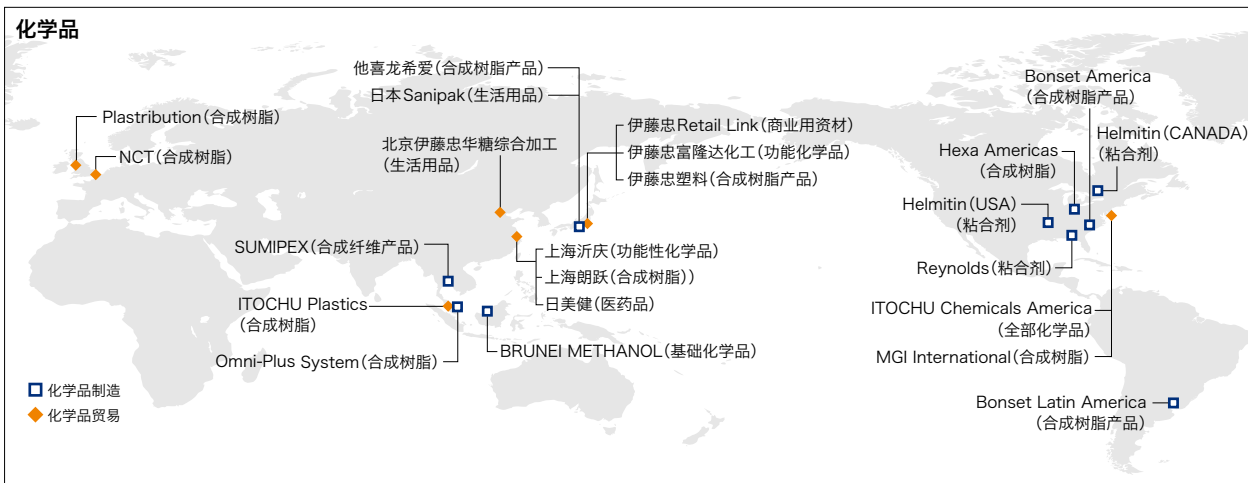 化学品
他喜龙希爱(合成树脂产品)
日本Sanipak(生活用品)
Plastribution(合成树脂)
NCT(合成树脂)
北京伊藤忠华糖综合加工
(生活用品)
伊藤忠Retail Link(商业用资材)
伊藤忠富隆达化工(功能化学品)
伊藤忠塑料(合成树脂产品)
Bonset America
(合成树脂产品)
Helmitin(CANADA)
(粘合剂)
Hexa Americas
(合成树脂)
Helmitin(USA)
(粘合剂)
Reynolds(粘合剂)
SUMIPEX(合成纤维产品)
上海沂庆(功能性化学品)
上海朗跃(合成树脂))
日美健(医药品)
ITOCHU Plastics
(合成树脂)
Omni-Plus System(合成树脂)
BRUNEI METHANOL(基础化学品)
ITOCHU Chemicals America
(全部化学品)
MGI International(合成树脂)
Bonset Latin America
(合成树脂产品)
化学品制造
化学品贸易